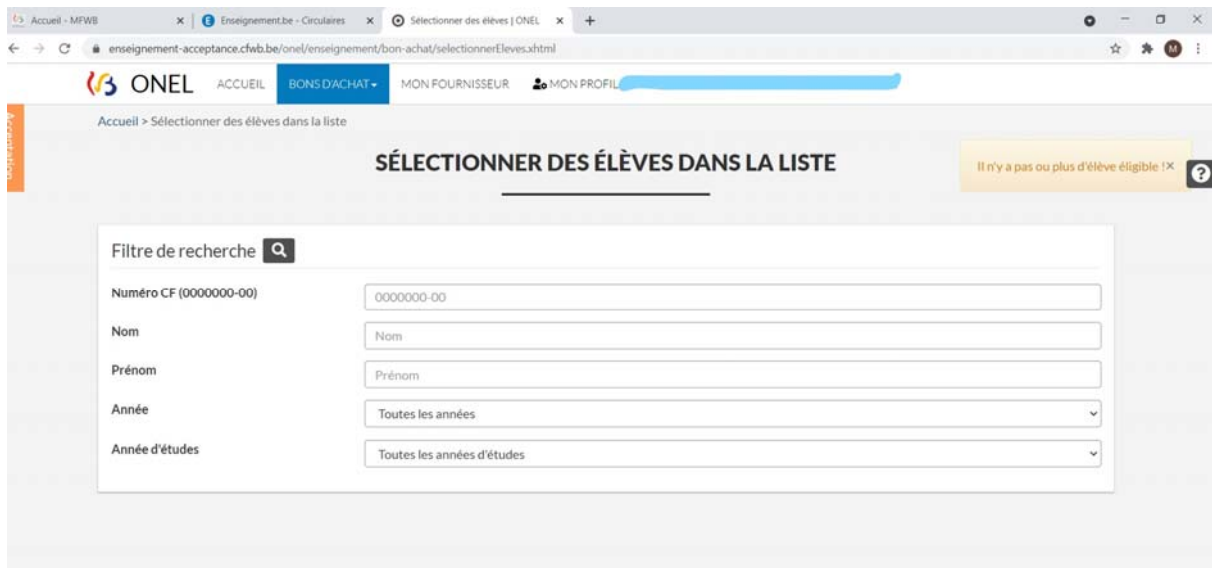 Accueil - MFWB
Enseignement.be - Circulaires
Sélectionner des élèves | ONEL
enseignement-acceptance.cfwb.be/onel/enseignement/bon-achat/selectionnerEleves.xhtml
M
ONEL ACCUEIL BONS D'ACHAT MON FOURNISSEUR MON PROFIL
Acceptation
Accueil > Sélectionner des élèves dans la liste
SÉLECTIONNER DES ÉLÈVES DANS LA LISTE
Il n'y a pas ou plus d'élève éligible !
Filtre de recherche
Numéro CF (0000000-00)
0000000-00
Nom
Nom
Prénom
Prénom
Année
Toutes les années
Année d'études
Toutes les années d'études